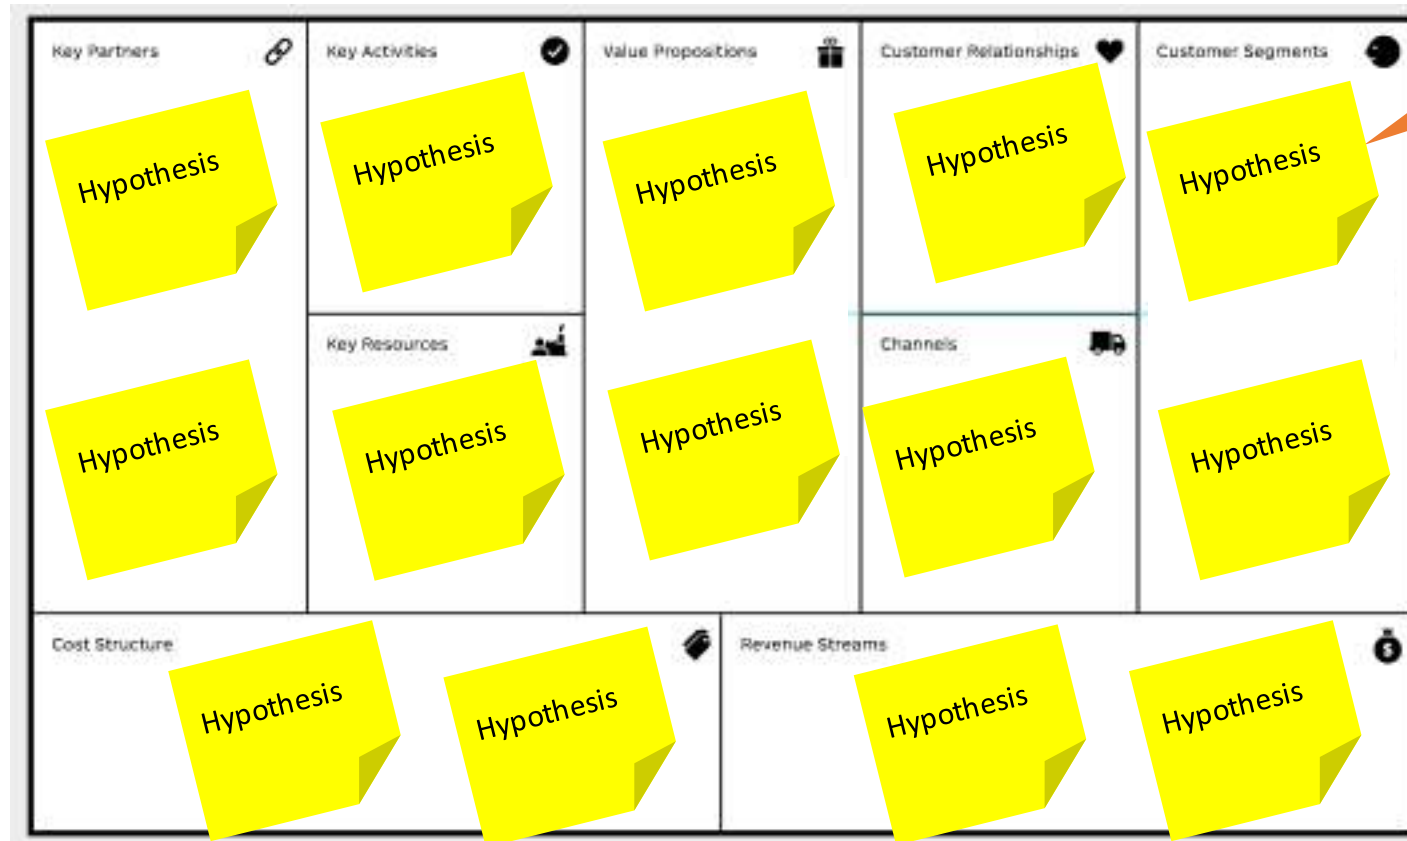 Key Partners
Hypothesis
Hypothesis
Key Activities
Hypothesis
Key Resources
Hypothesis
Value Propositions
Hypothesis
Hypothesis
Customer Relationships
Hypothesis
Channels
Hypothesis
Customer Segments
Hypothesis
Hypothesis
Cost Structure
Hypothesis
Hypothesis
Revenue Streams
Hypothesis
Hypothesis
$